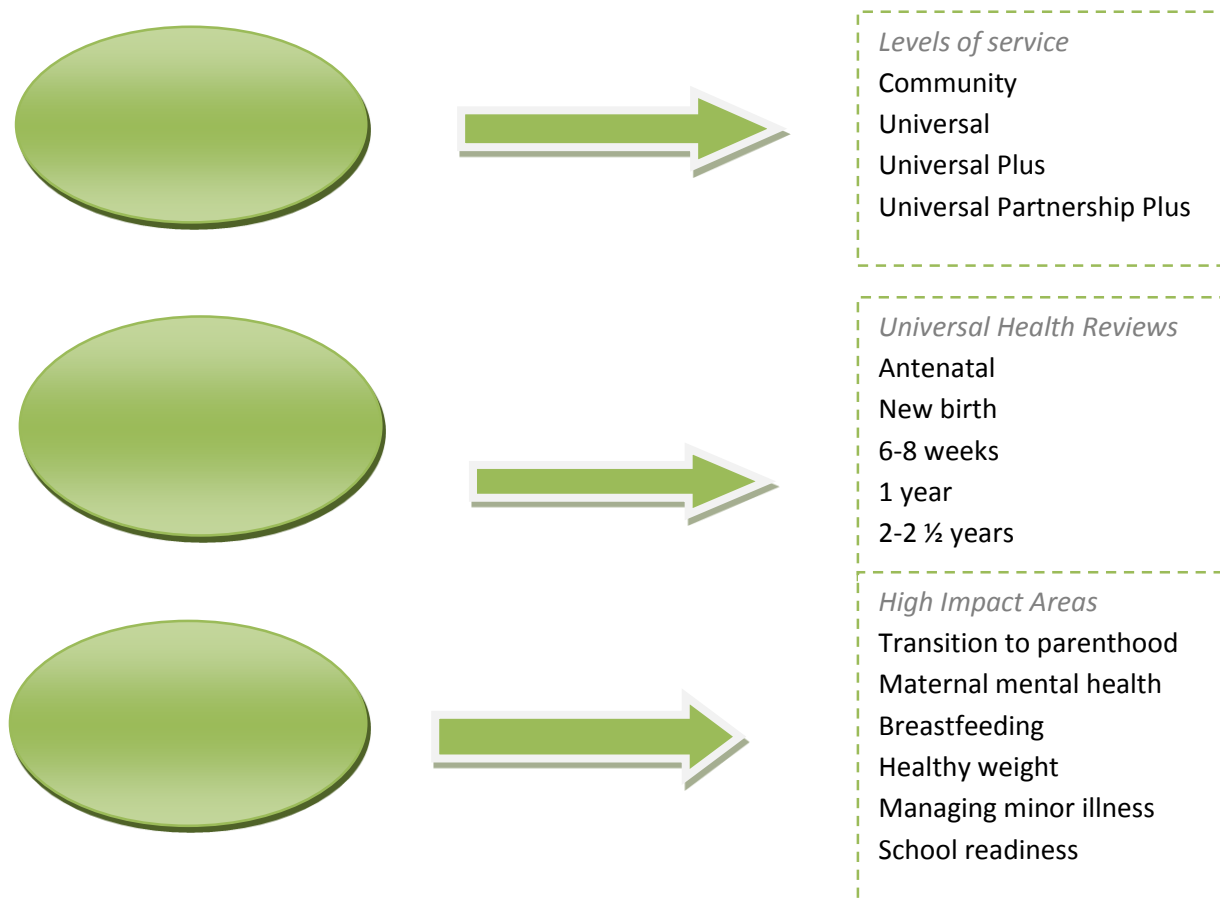 Levels of service
Community
Universal
Universal Plus
Universal Partnership Plus
Universal Health Reviews
Antenatal
New birth
6-8 weeks
1 year
2-2 ½ years
High Impact Areas
Transition to parenthood
Maternal mental health
Breastfeeding
Healthy weight
Managing minor illness
School readiness